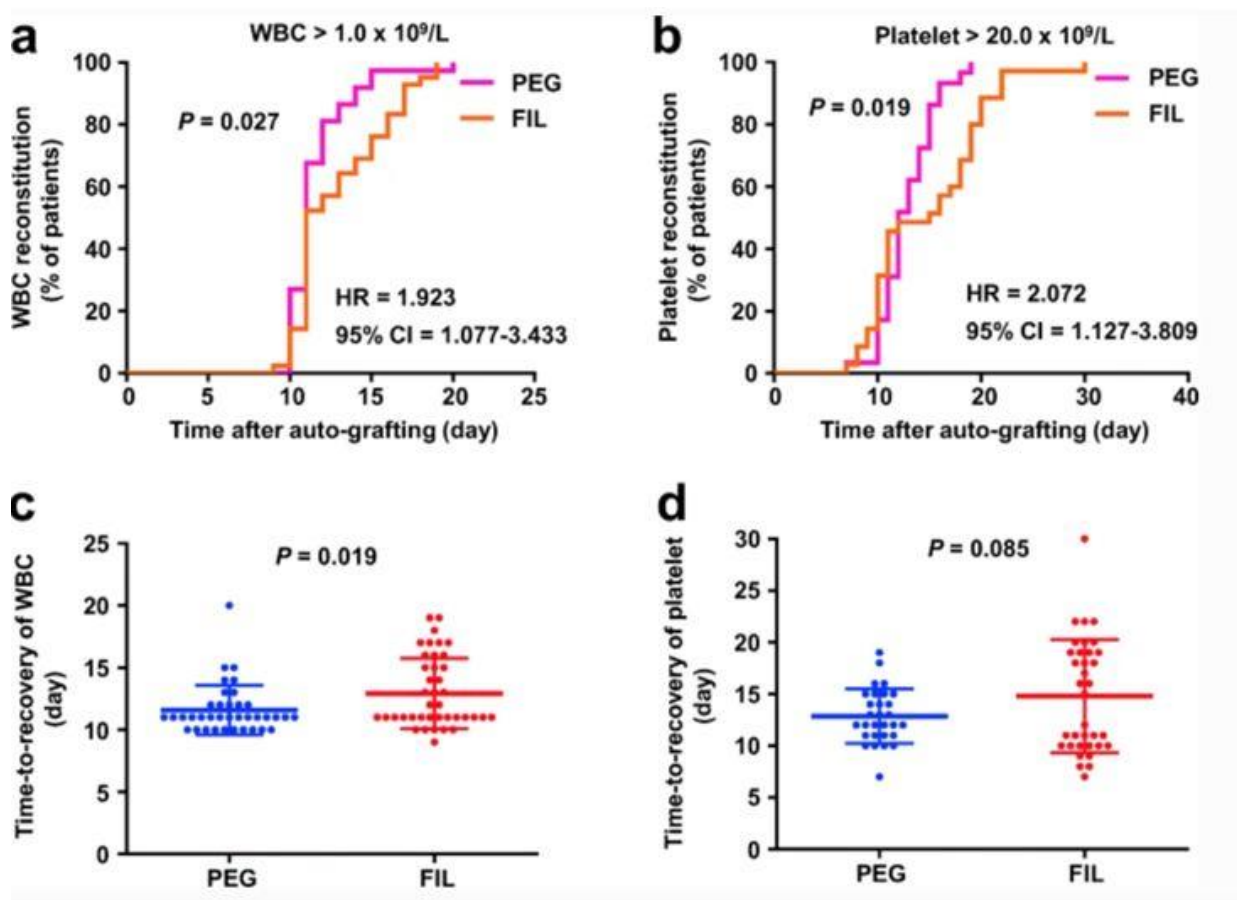 a
WBC > 1.0 x 10⁹/L
100
80
60
40
20
0
WBC reconstitution
(% of patients)
P = 0.027
PEG
FIL
HR = 1.923
95% CI = 1.077-3.433
0 5 10 15 20 25
Time after auto-grafting (day)
b
Platelet > 20.0 x 10⁹/L
100
80
60
40
20
0
Platelet reconstitution
(% of patients)
P = 0.019
PEG
FIL
HR = 2.072
95% CI = 1.127-3.809
0 10 20 30 40
Time after auto-grafting (day)
c
25
20
15
10
5
0
Time-to-recovery of WBC
(day)
P = 0.019
PEG FIL
d
30
25
20
15
10
5
0
Time-to-recovery of platelet
(day)
P = 0.085
PEG FIL